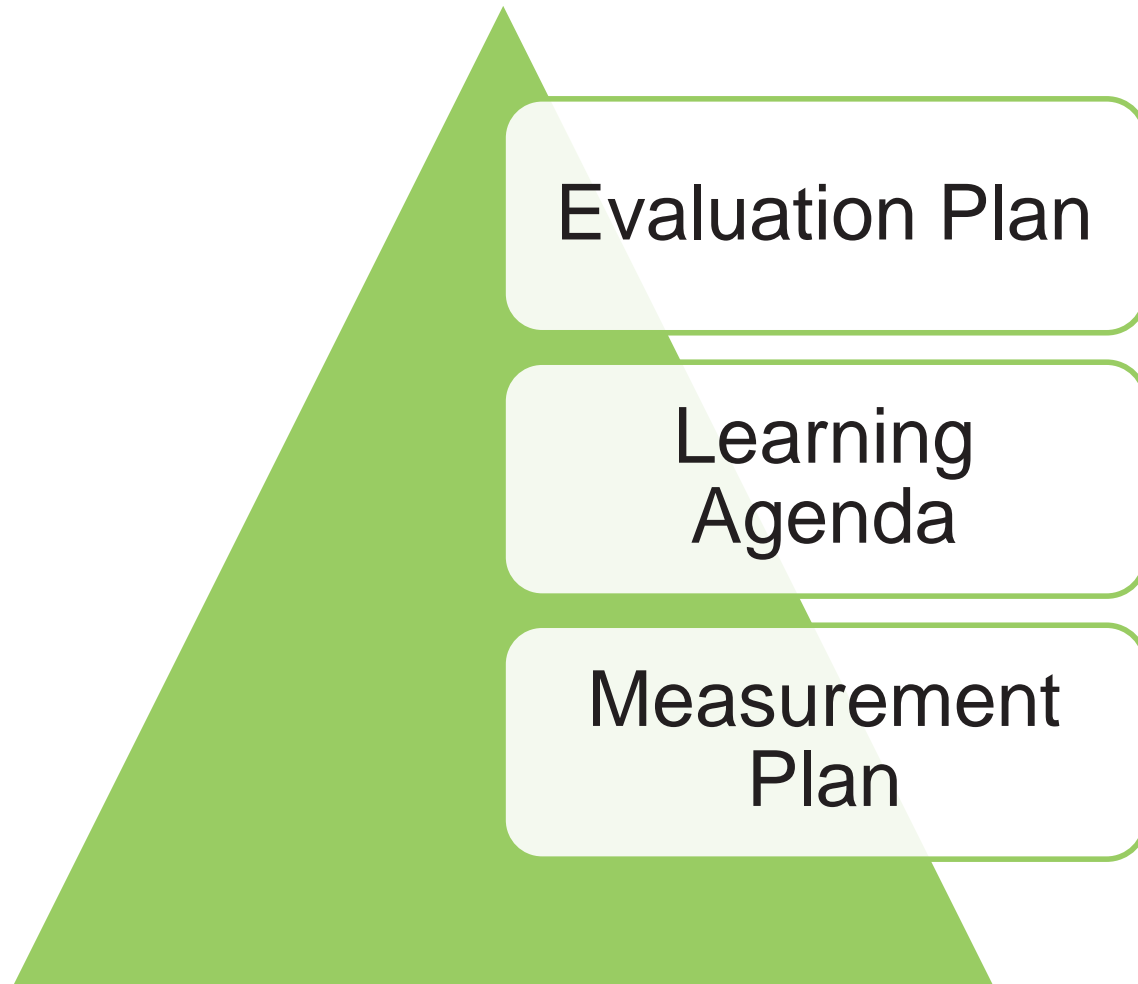 Evaluation Plan
Learning
Agenda
Measurement
Plan